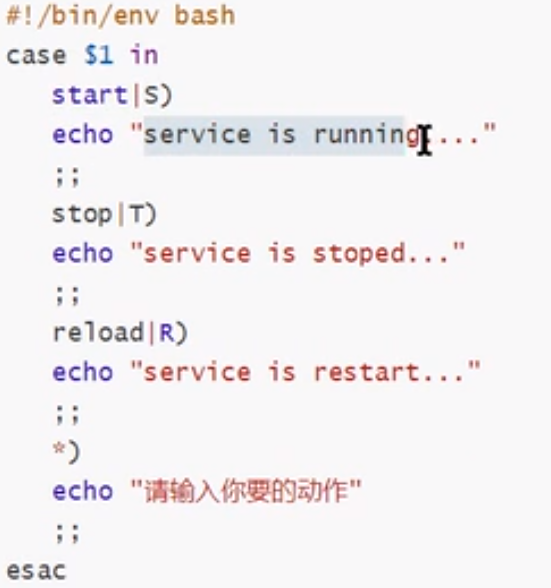 #!/bin/env bash
case $1 in
start|S)
echo "service is running...."
;;
stop|T)
echo "service is stoped..."
;;
reload|R)
echo "service is restart..."
;;
*)
echo "请输入你要的动作"
;;
esac